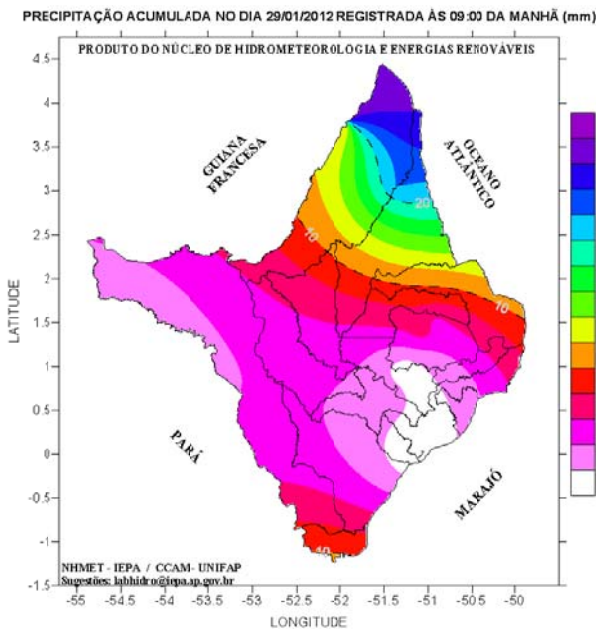 PRECIPITAÇÃO ACUMULADA NO DIA 29/01/2012 REGISTRADA ÀS 09:00 DA MANHÃ (mm)
PRODUTO DO NÚCLEO DE HIDROMETEOROLOGIA E ENERGIAS RENOVÁVEIS
4.5
4
3.5
3
2.5
2
1.5
1
0.5
0
-0.5
-1
-1.5
LATITUDE
GUIANA
FRANCESA
OCEANO
ATLÂNTICO
20
10
10
PARÁ
MARAJÓ
10
NHMET - IEPA / CCAM- UNIFAP
Sugestões: labhidro@iepa.ap.gov.br
-55
-54.5
-54
-53.5
-53
-52.5
-52
-51.5
-51
-50.5
-50
LONGITUDE